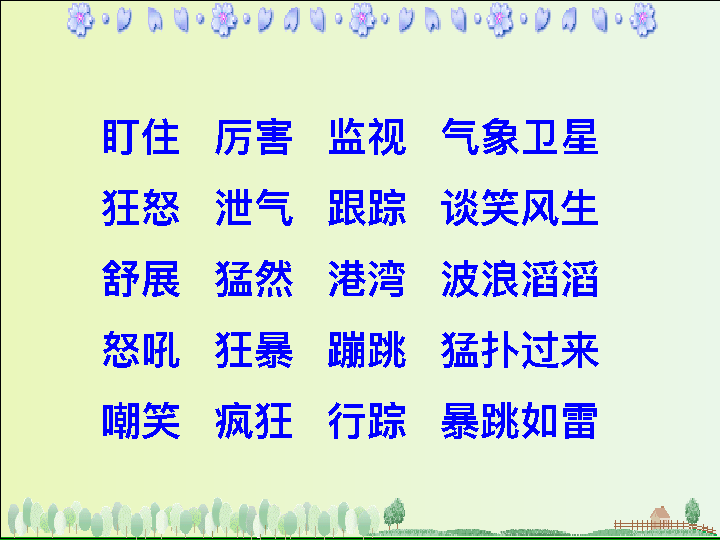 盯住 厉害 监视 气象卫星
狂怒 泄气 跟踪 谈笑风生
舒展 猛然 港湾 波浪滔滔
怒吼 狂暴 蹦跳 猛扑过来
嘲笑 疯狂 行踪 暴跳如雷